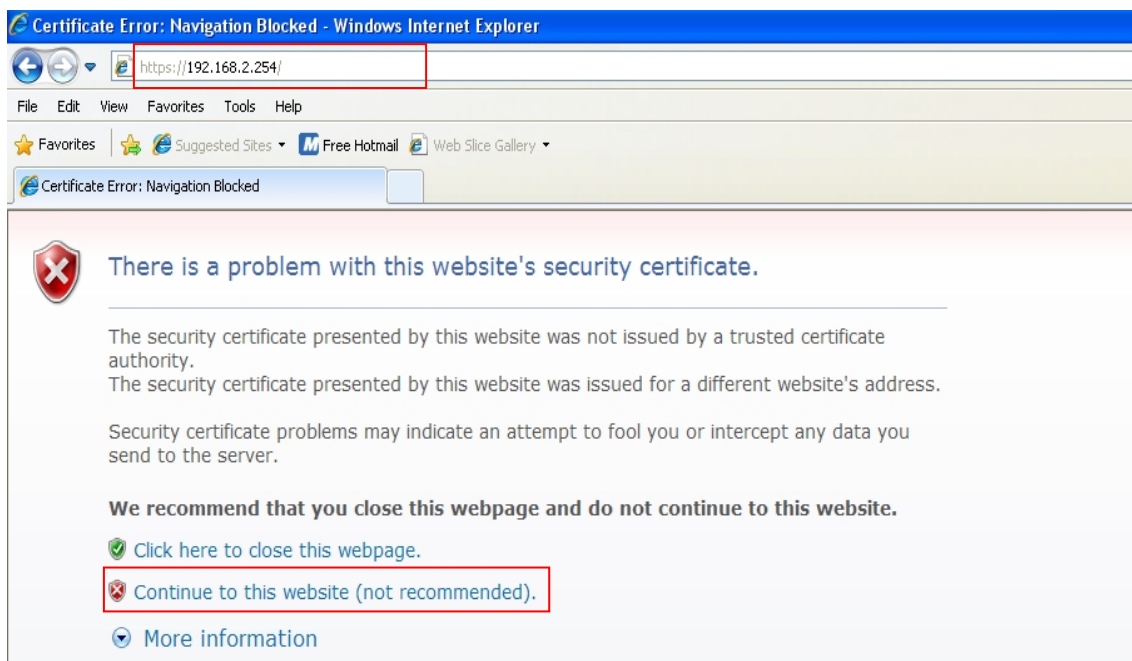 Certificate Error: Navigation Blocked - Windows Internet Explorer
https://192.168.2.254/
File Edit View Favorites Tools Help
Favorites Suggested Sites Free Hotmail Web Slice Gallery
Certificate Error: Navigation Blocked
There is a problem with this website's security certificate.
The security certificate presented by this website was not issued by a trusted certificate
authority.
The security certificate presented by this website was issued for a different website's address.
Security certificate problems may indicate an attempt to fool you or intercept any data you
send to the server.
We recommend that you close this webpage and do not continue to this website.
Click here to close this webpage.
Continue to this website (not recommended).
More information